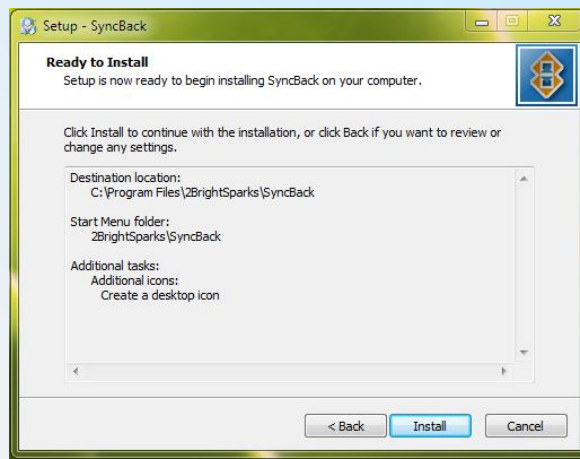 Setup - SyncBack
Ready to Install
Setup is now ready to begin installing SyncBack on your computer.
Click Install to continue with the installation, or click Back if you want to review or
change any settings.
Destination location:
C:\Program Files\2BrightSparks\SyncBack
Start Menu folder:
2BrightSparks\SyncBack
Additional tasks:
Additional icons:
Create a desktop icon
< Back Install Cancel